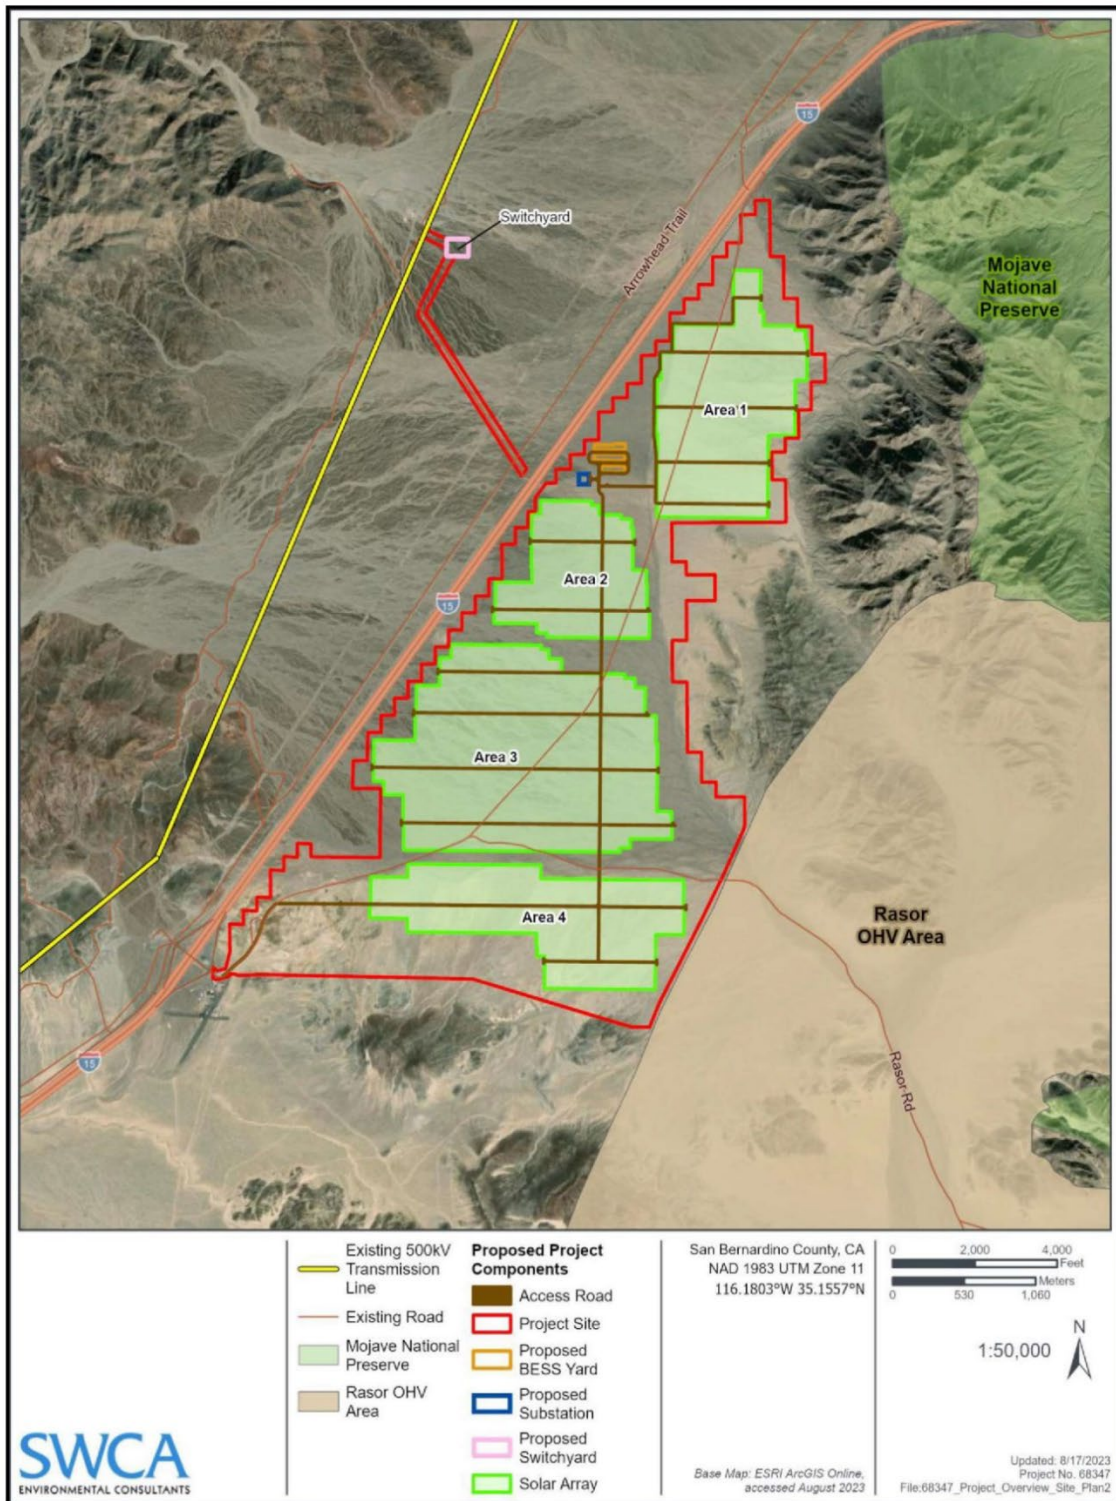 15
Switchyard
Arrowhead Trail
Mojave
National
Preserve
Area 1
Area 2
15
Area 3
Area 4
Rasor
OHV Area
15
Rasor Rd
Existing 500kV
Transmission
Line
Existing Road
Mojave National
Preserve
Rasor OHV
Area
Proposed Project
Components
Access Road
Project Site
Proposed
BESS Yard
Proposed
Substation
Proposed
Switchyard
Solar Array
San Bernardino County, CA
NAD 1983 UTM Zone 11
116.1803°W 35.1557°N
Base Map: ESRI ArcGIS Online,
accessed August 2023
0 2,000 4,000
Feet
Meters
0 530 1,060
N
1:50,000
Updated: 8/17/2023
Project No. 68347
File:68347_Project_Overview_Site_Plan2
SWCA
ENVIRONMENTAL CONSULTANTS